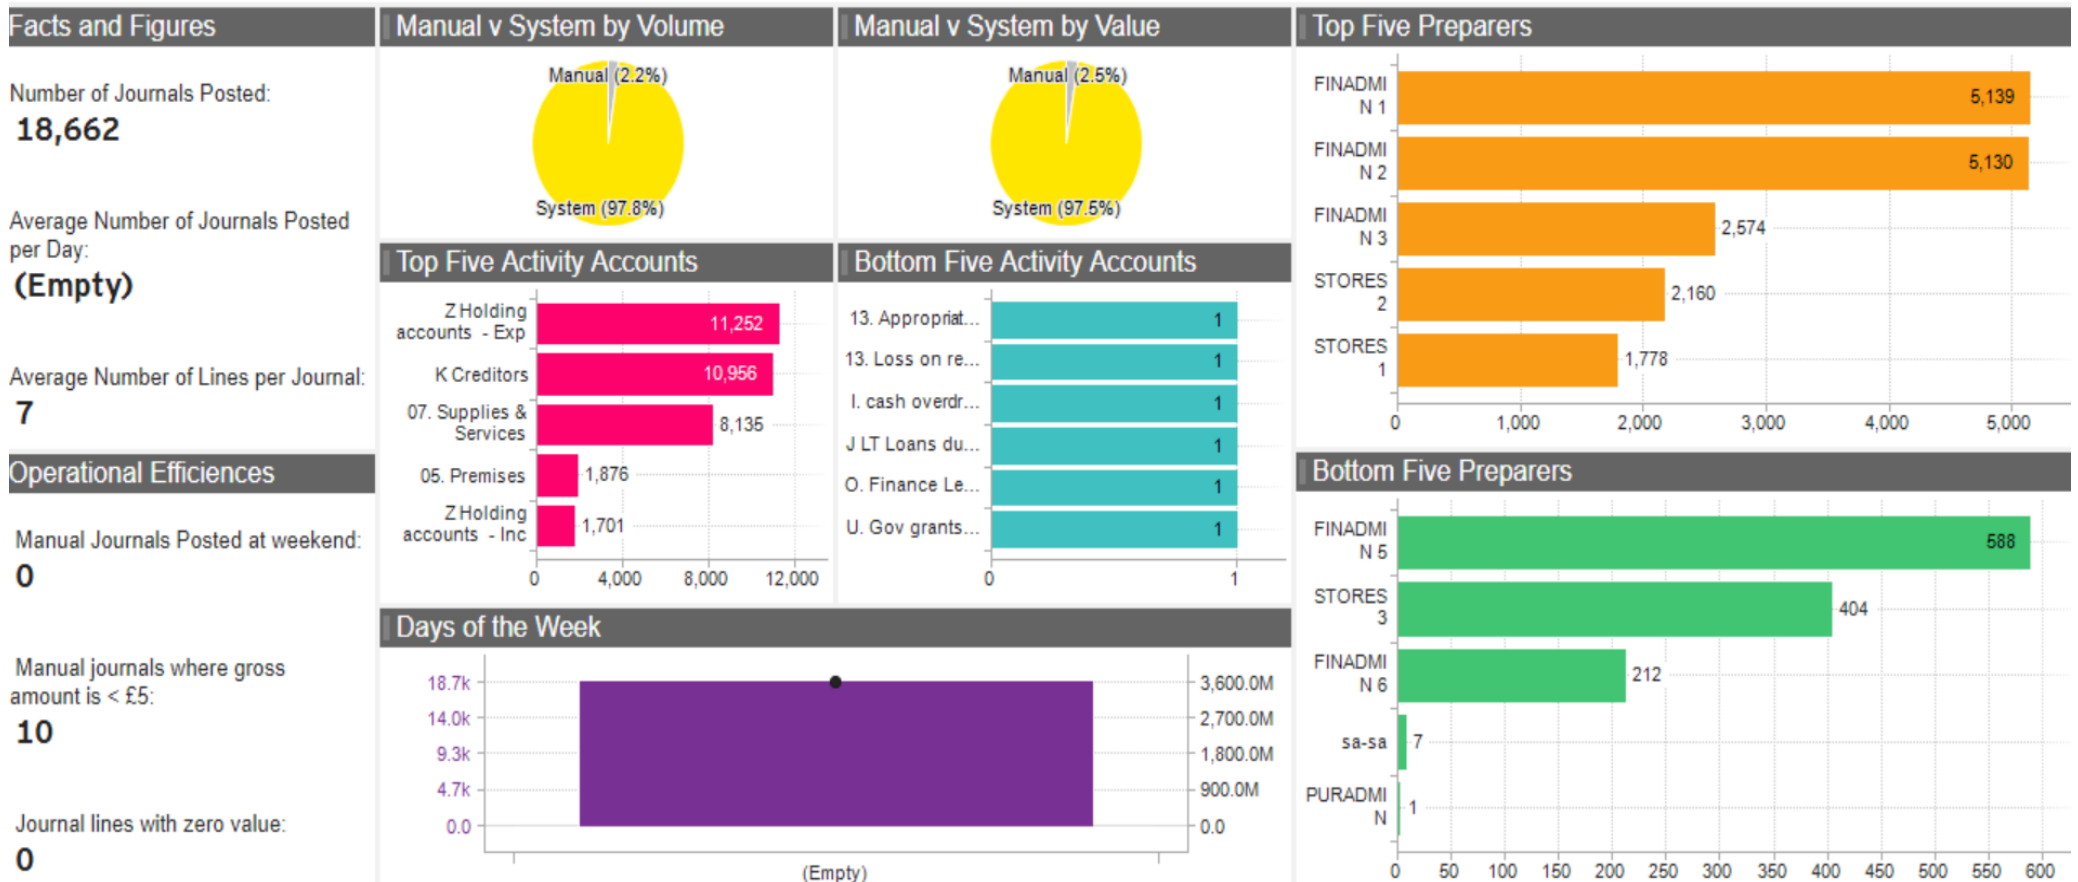 Facts and Figures
Number of Journals Posted:
18,662
Average Number of Journals Posted
per Day:
(Empty)
Average Number of Lines per Journal:
7
Operational Efficiences
Manual Journals Posted at weekend:
0
Manual journals where gross
amount is < £5:
10
Journal lines with zero value:
0
Manual v System by Volume
Manual (2.2%)
System (97.8%)
Manual v System by Value
Manual (2.5%)
System (97.5%)
Top Five Activity Accounts
Z Holding
accounts - Exp
11,252
K Creditors
10,956
07. Supplies &
Services
8,135
05. Premises
1,876
Z Holding
accounts - Inc
1,701
0 4,000 8,000 12,000
Bottom Five Activity Accounts
13. Appropriat...
1
13. Loss on re...
1
I. cash overdr...
1
J LT Loans du...
1
O. Finance Le...
1
U. Gov grants...
1
0 1
Days of the Week
18.7k 3,600.0M
14.0k 2,700.0M
9.3k 1,800.0M
4.7k 900.0M
0.0 0.0
(Empty)
Top Five Preparers
FINADMI
N 1
5,139
FINADMI
N 2
5,130
FINADMI
N 3
2,574
STORES
2
2,160
STORES
1
1,778
0 1,000 2,000 3,000 4,000 5,000
Bottom Five Preparers
FINADMI
N 5
588
STORES
3
404
FINADMI
N 6
212
sa-sa
7
PURADMI
N
1
0 50 100 150 200 250 300 350 400 450 500 550 600